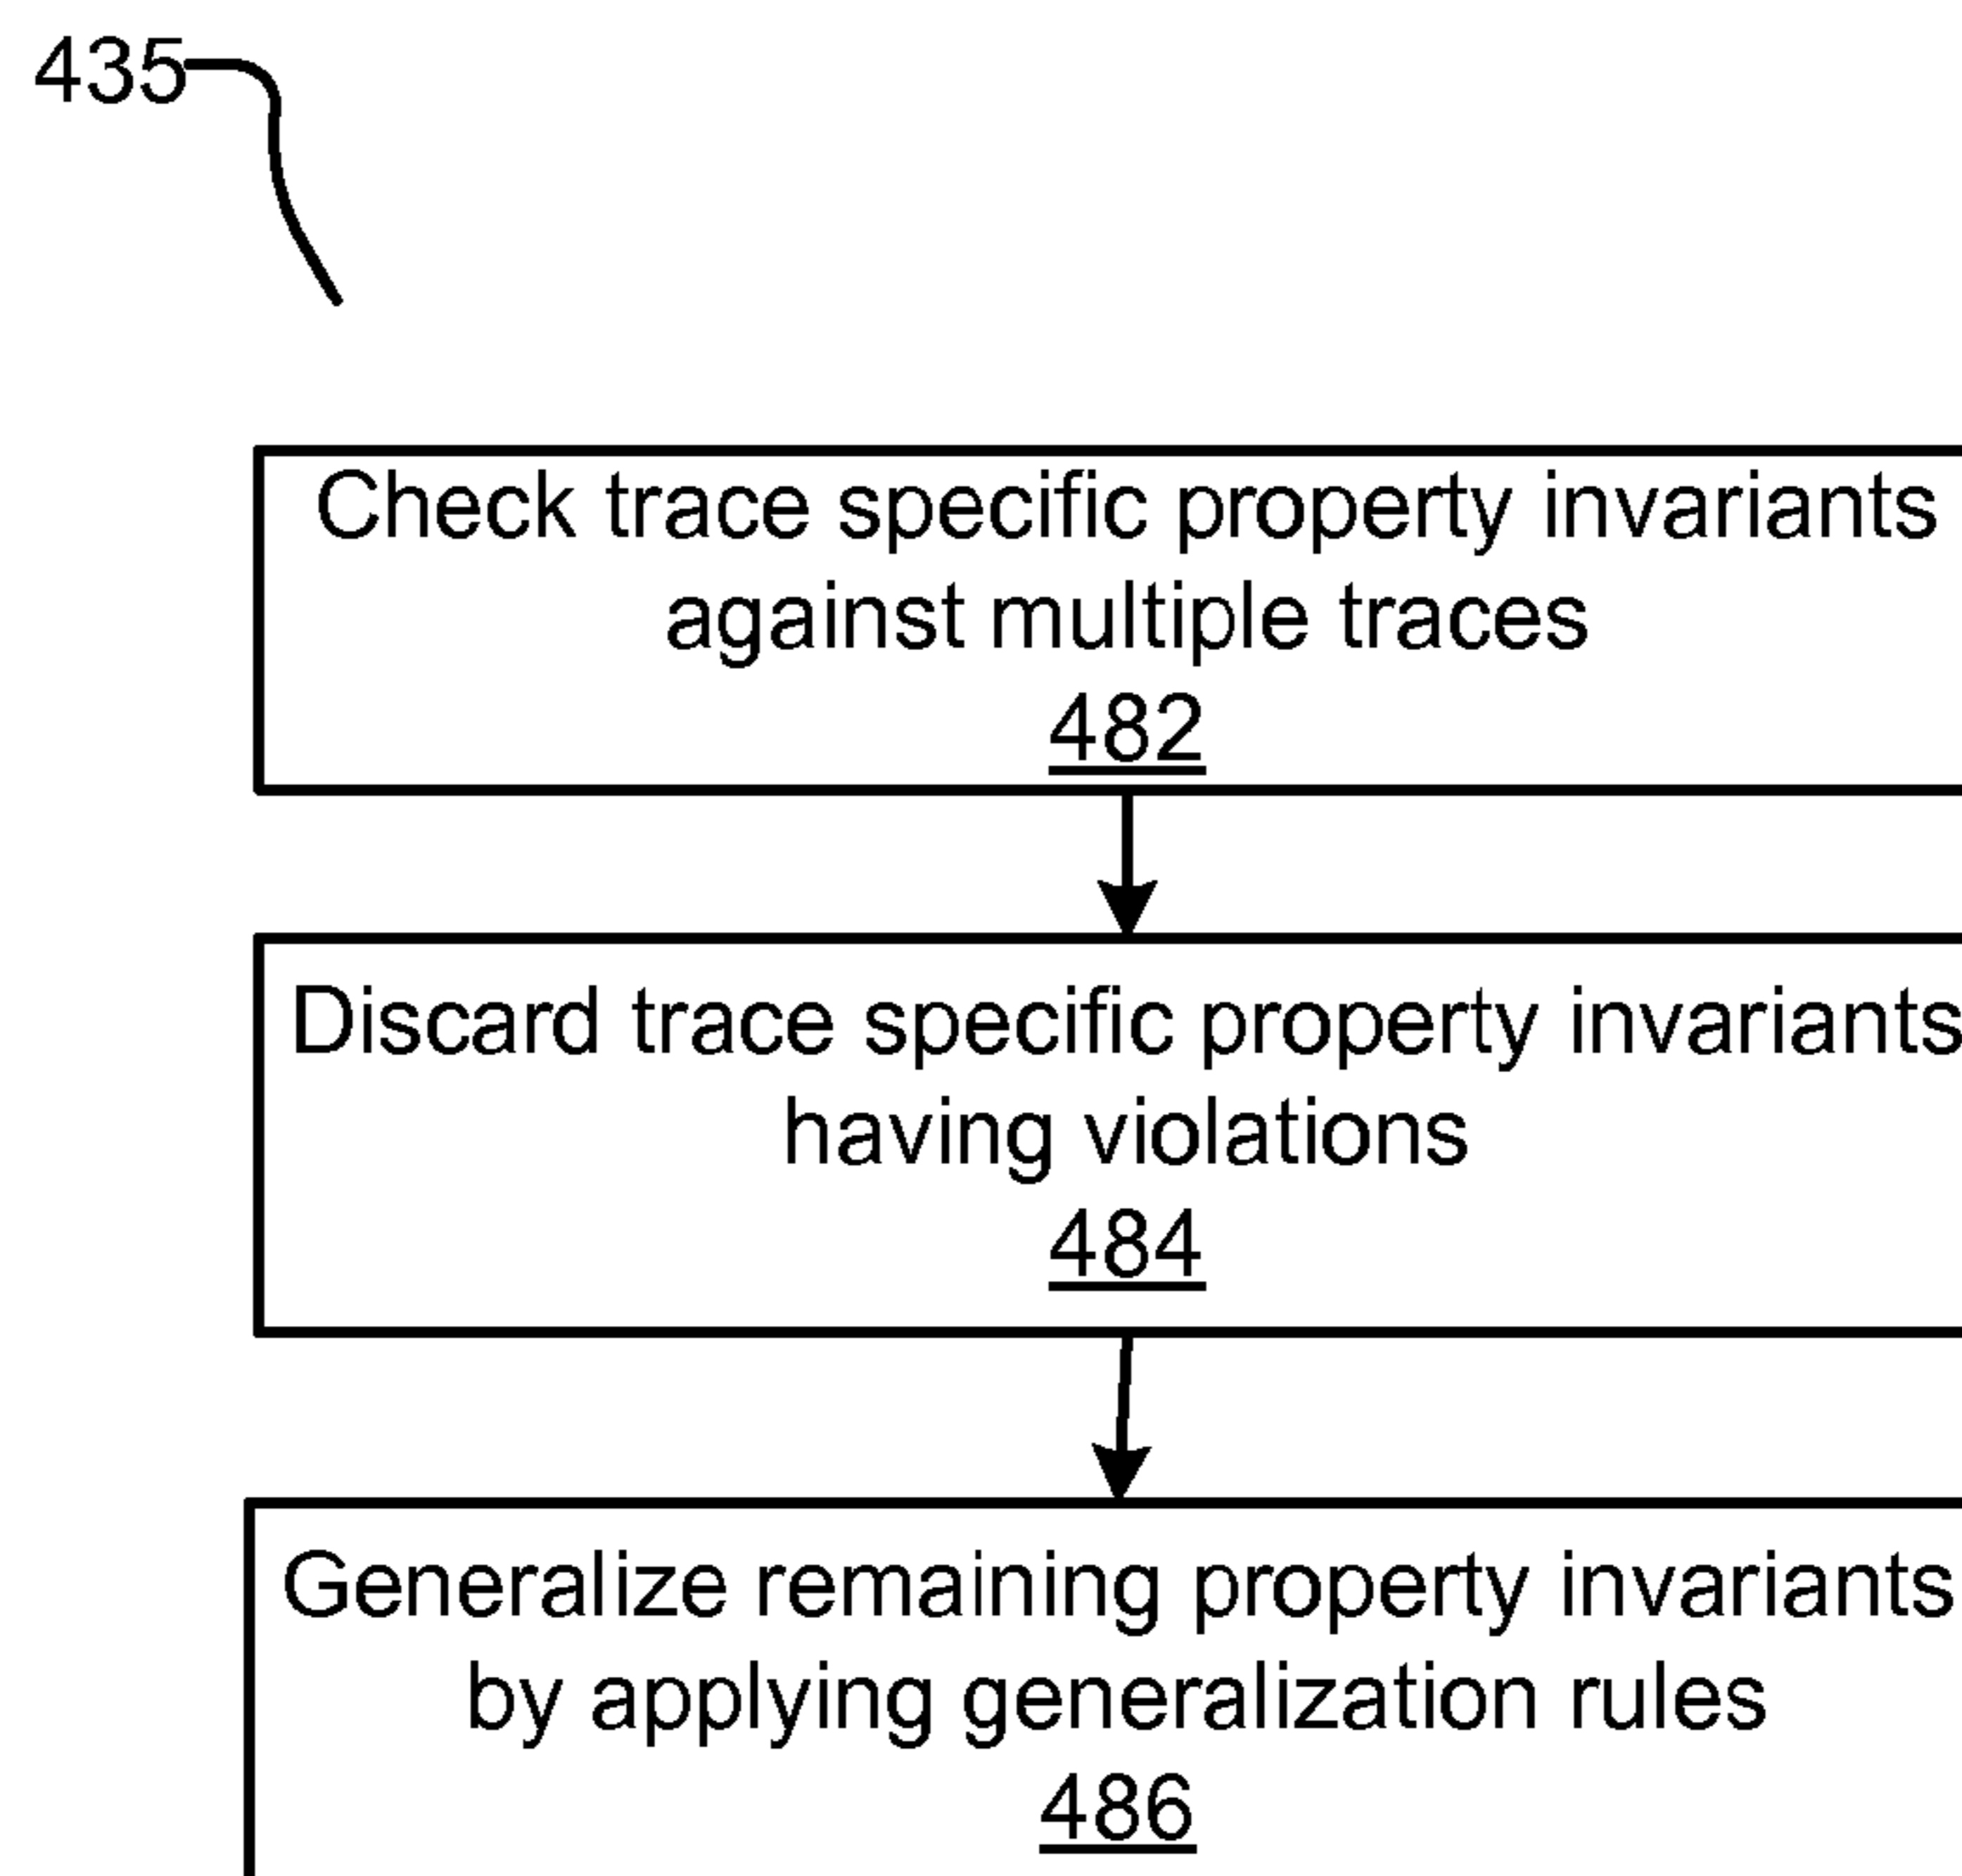 435
Check trace specific property invariants
against multiple traces
482
Discard trace specific property invariants
having violations
484
Generalize remaining property invariants
by applying generalization rules
486